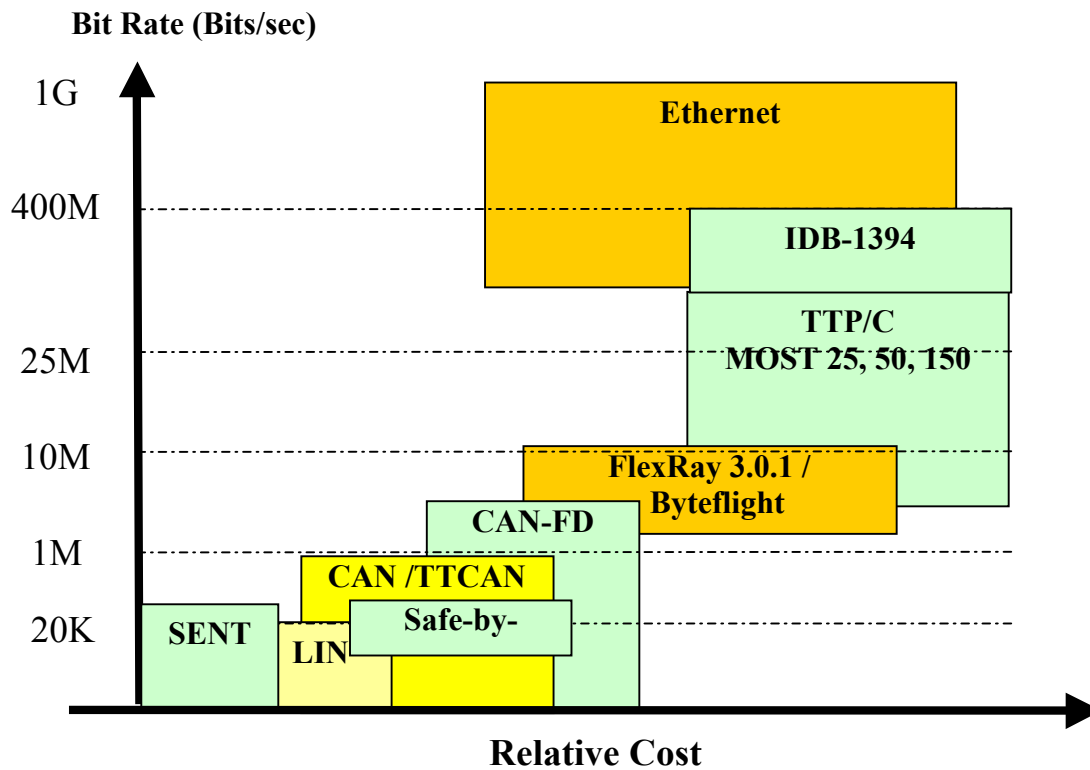 Bit Rate (Bits/sec)
1G
Ethernet
400M
IDB-1394
TTP/C
25M
MOST 25, 50, 150
10M
FlexRay 3.0.1 /
Byteflight
CAN-FD
1M
CAN /TTCAN
Safe-by-
20K
SENT
LIN
Relative Cost